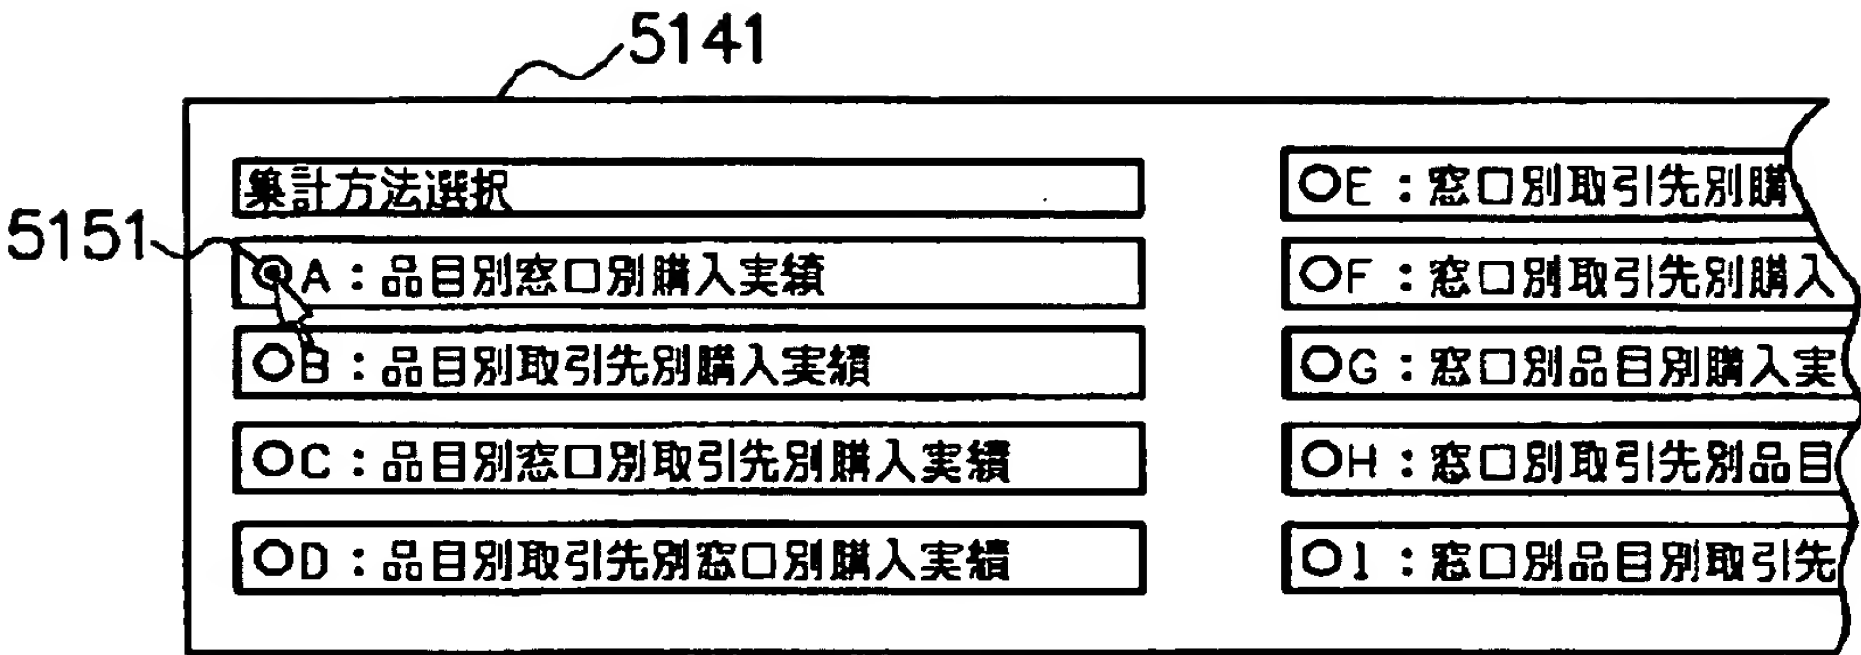 5141
集計方法選択
5151
◎A:品目別窓口別購入実績
○B:品目別取引先別購入実績
○C:品目別窓口別取引先別購入実績
○D:品目別取引先別窓口別購入実績
○E:窓口別取引先別購
○F:窓口別取引先別購入
○G:窓口別品目別購入実
○H:窓口別取引先別品目
○I:窓口別品目別取引先